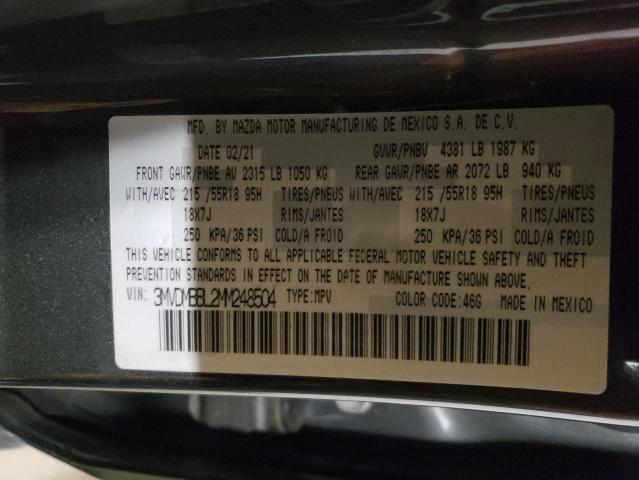 MFD. BY MAZDA MOTOR MANUFACTURING DE MEXICO S.A. DE C.V.
DATE 02/21 GVWR/PNBV 4381 LB 1987 KG
FRONT GAWR/PNBE AV 2315 LB 1050 KG REAR GAWR/PNBE AR 2072 LB 940 KG
WITH/AVEC 215 /55R18 95H TIRES/PNEUS WITH/AVEC 215 /55R18 95H TIRES/PNEUS
18X7J RIMS/JANTES 18X7J RIMS/JANTES
250 KPA/36 PSI COLD/A FROID 250 KPA/36 PSI COLD/A FROID
THIS VEHICLE CONFORMS TO ALL APPLICABLE FEDERAL MOTOR VEHICLE SAFETY AND THEFT
PREVENTION STANDARDS IN EFFECT ON THE DATE OF MANUFACTURE SHOWN ABOVE.
VIN: 3MVDMBBL2MM248504 TYPE:MPV COLOR CODE:46G MADE IN MEXICO